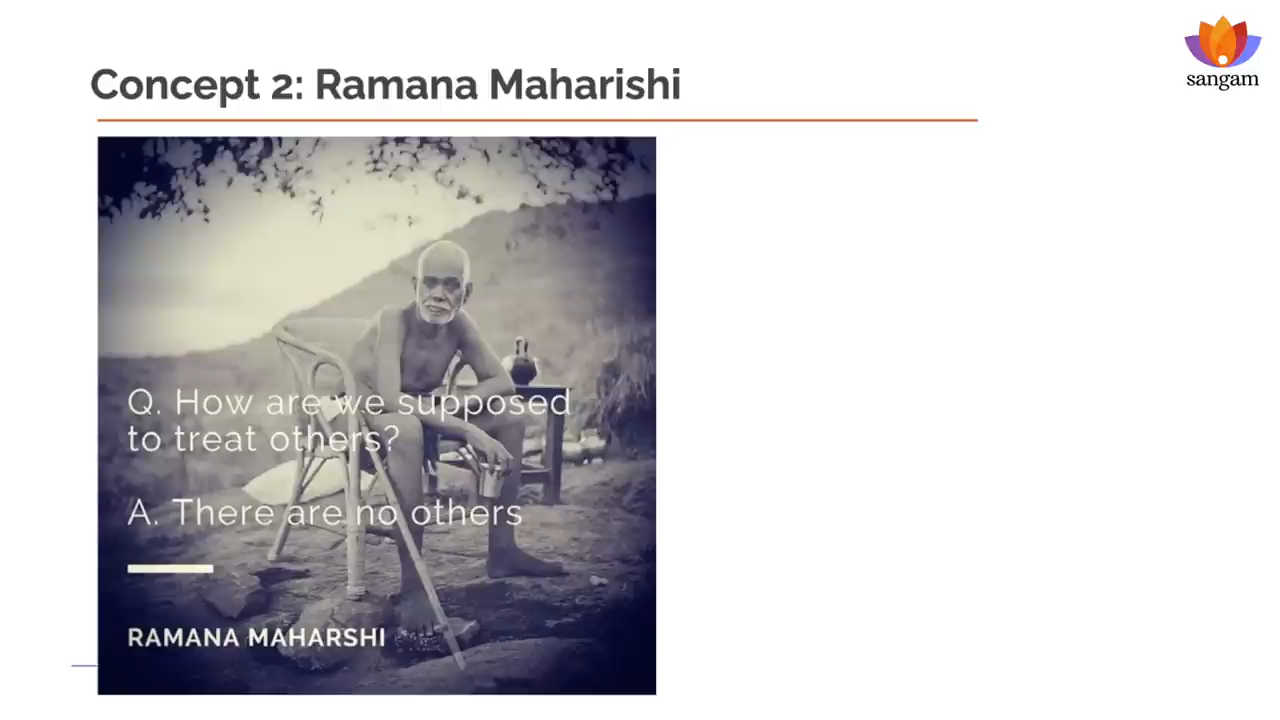 Concept 2: Ramana Maharishi
sangam
Q. How are we supposed
to treat others?
A. There are no others
RAMANA MAHARSHI